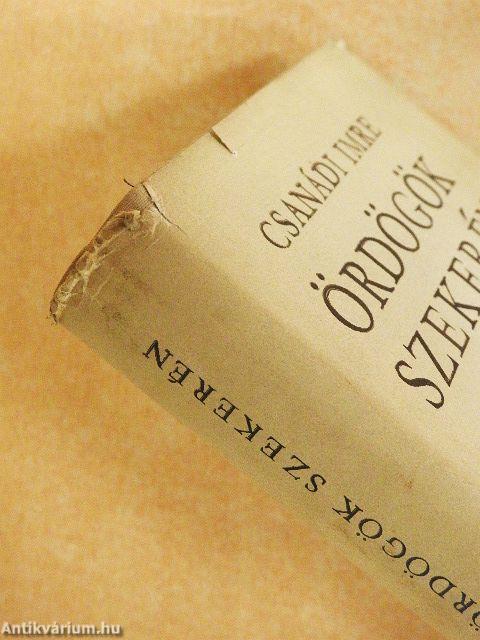 CSANÁDI IMRE
ÖRDÖGÖK
SZEKERÉN
ÖRDÖGÖK SZEKERÉN
Antikvárium.hu